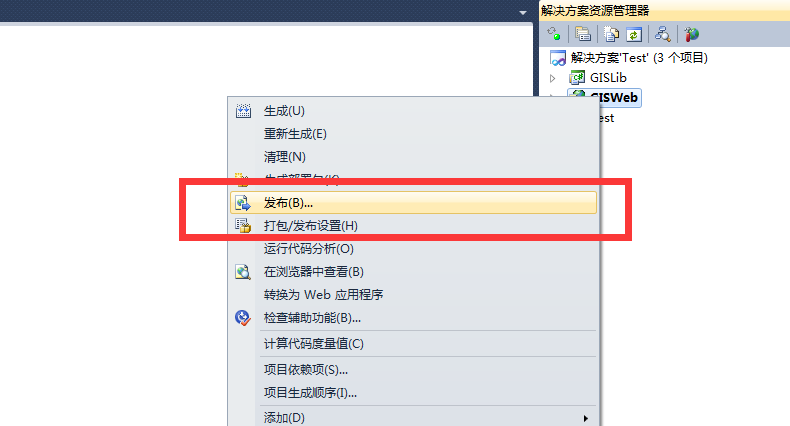 解决方案资源管理器
解决方案'Test' (3 个项目)
GISLib
GISWeb
est
生成(U)
重新生成(E)
清理(N)
生成部署包(K)
发布(B)...
打包/发布设置(H)
运行代码分析(O)
在浏览器中查看(B)
转换为 Web 应用程序
检查辅助功能(B)...
计算代码度量值(C)
项目依赖项(S)...
项目生成顺序(I)...
添加(D)